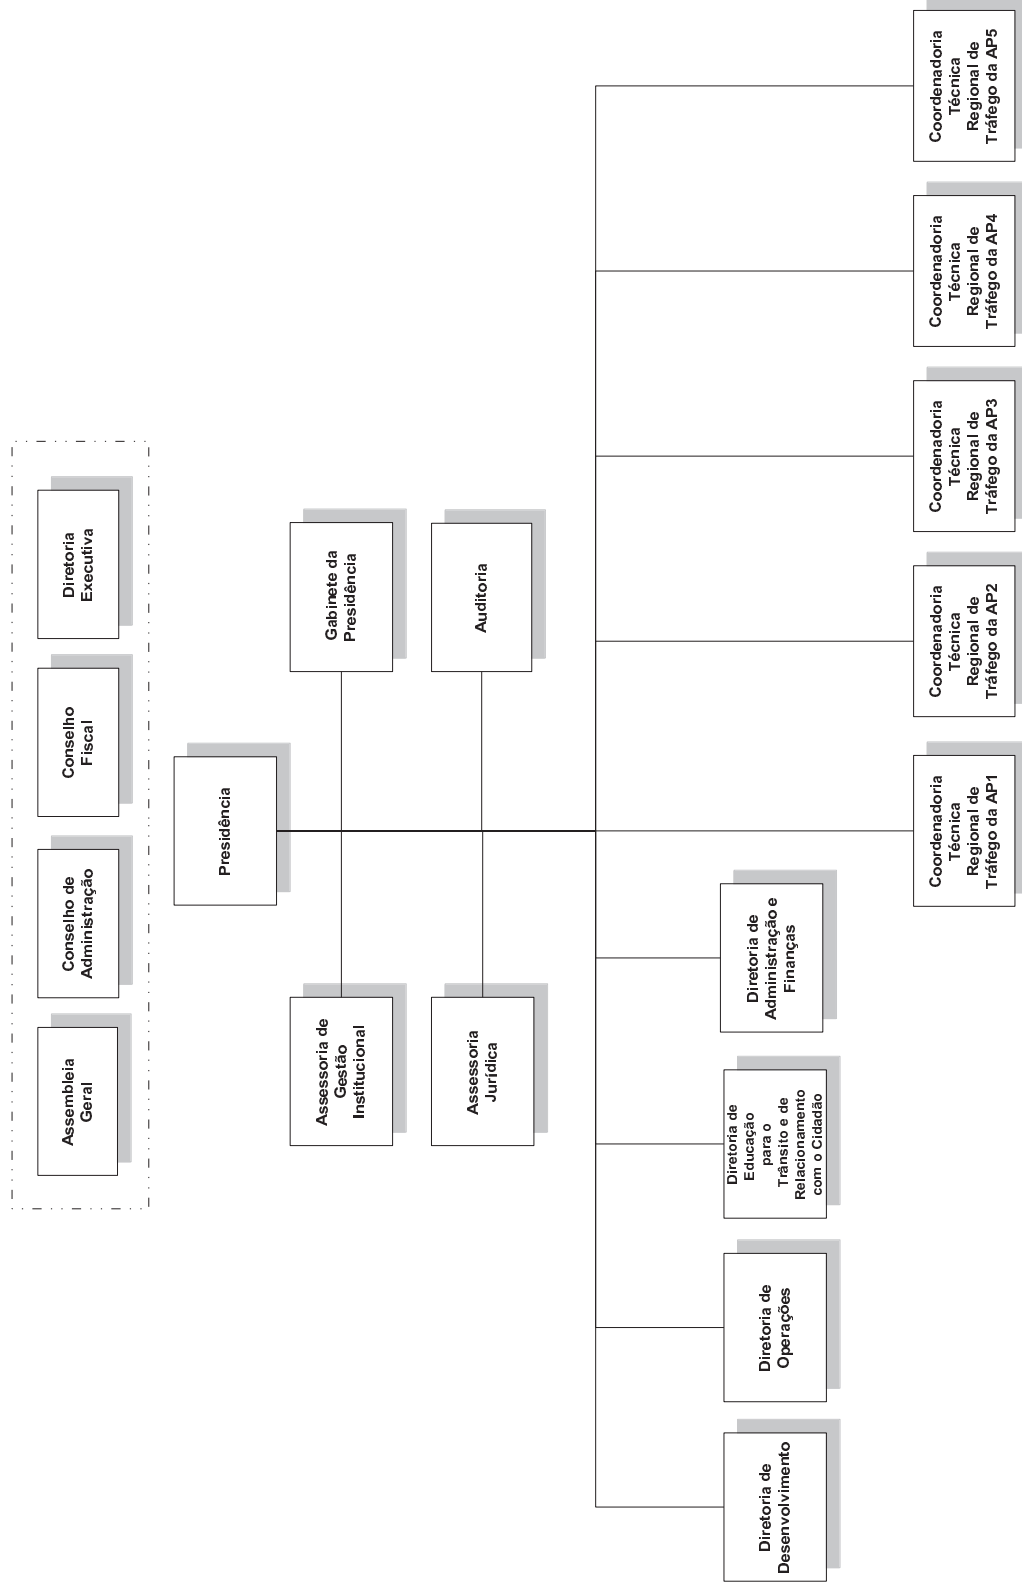 Assembleia
Geral
Conselho de
Administração
Conselho
Fiscal
Diretoria
Executiva
Presidência
Assessoria de
Gestão
Institucional
Gabinete da
Presidência
Assessoria
Jurídica
Auditoria
Diretoria de
Desenvolvimento
Diretoria de
Operações
Diretoria de
Educação
para o
Trânsito e de
Relacionamento
com o Cidadão
Diretoria de
Administração e
Finanças
Coordenadoria
Técnica
Regional de
Tráfego da AP1
Coordenadoria
Técnica
Regional de
Tráfego da AP2
Coordenadoria
Técnica
Regional de
Tráfego da AP3
Coordenadoria
Técnica
Regional de
Tráfego da AP4
Coordenadoria
Técnica
Regional de
Tráfego da AP5